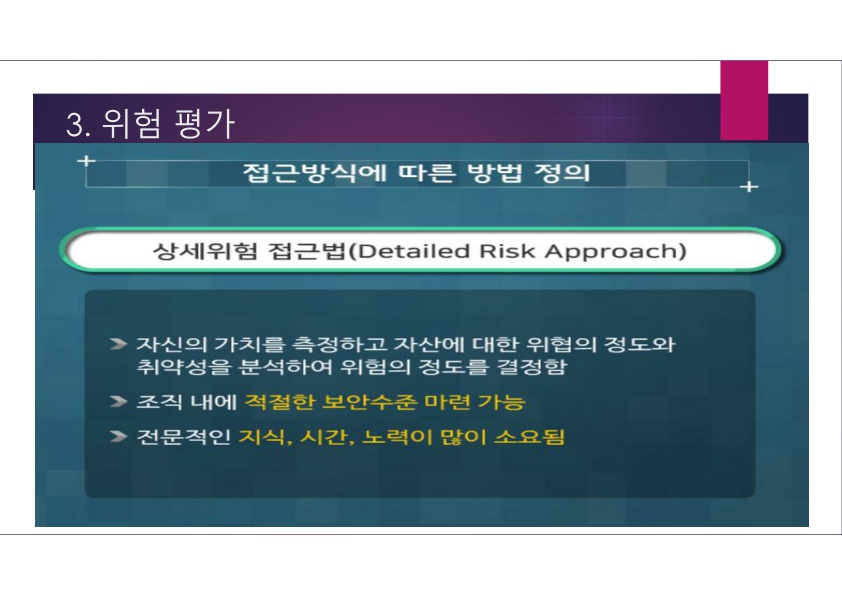 3. 위험 평가
접근방식에 따른 방법 정의
상세위험 접근법(Detailed Risk Approach)
자신의 가치를 측정하고 자산에 대한 위협의 정도와
취약성을 분석하여 위험의 정도를 결정함
조직 내에 적절한 보안수준 마련 가능
전문적인 지식, 시간, 노력이 많이 소요됨